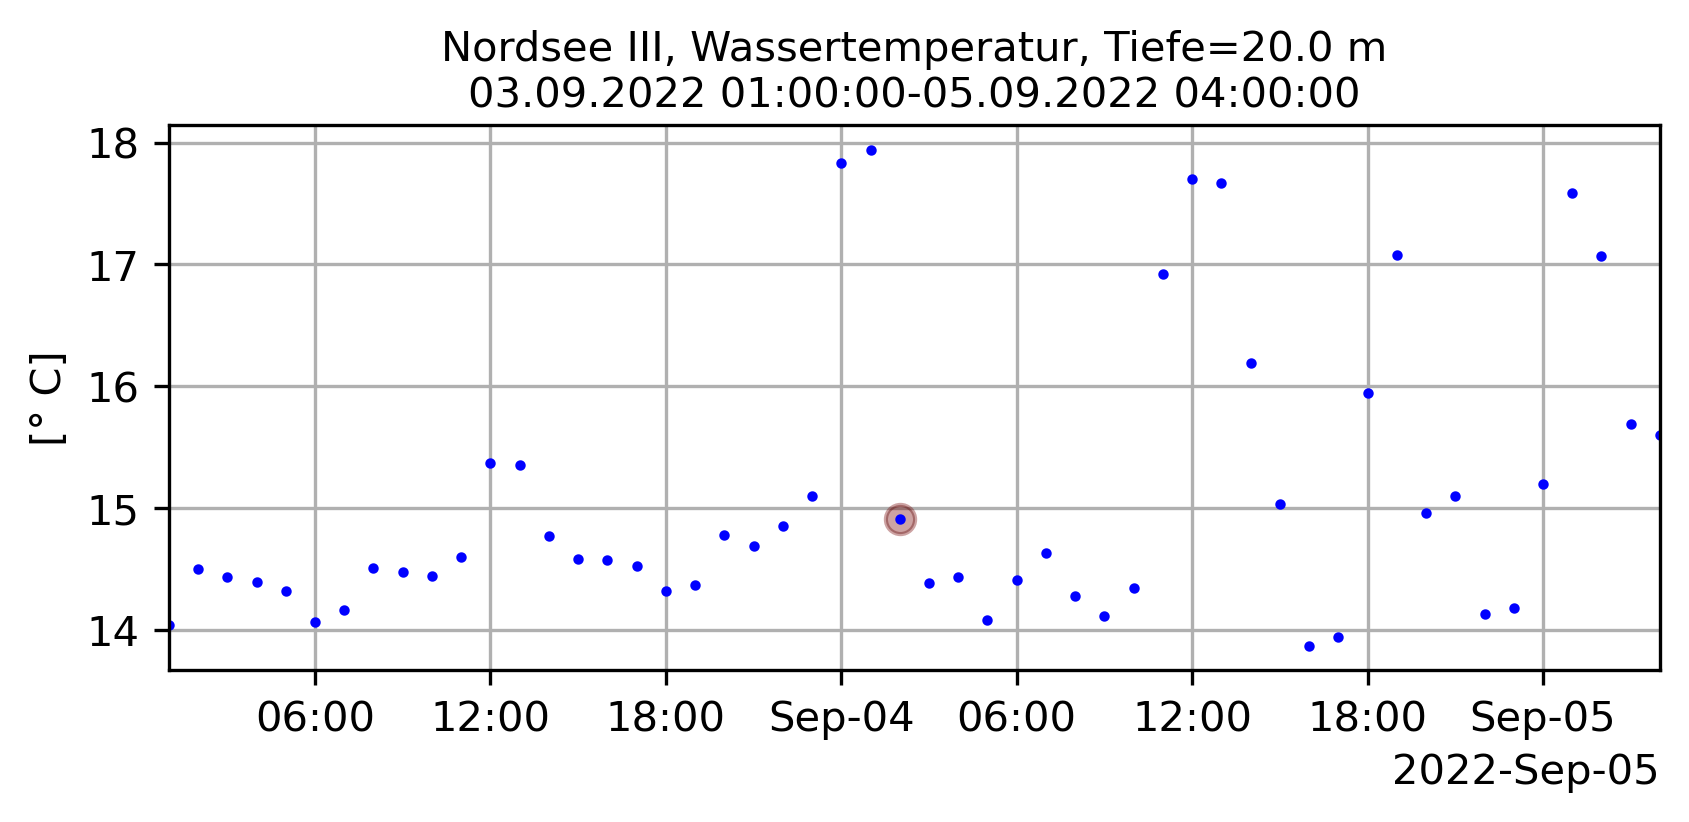 Nordsee III, Wassertemperatur, Tiefe=20.0 m
03.09.2022 01:00:00-05.09.2022 04:00:00
18
17
16
15
14
[° C]
06:00 12:00 18:00 Sep-04 06:00 12:00 18:00 Sep-05
2022-Sep-05